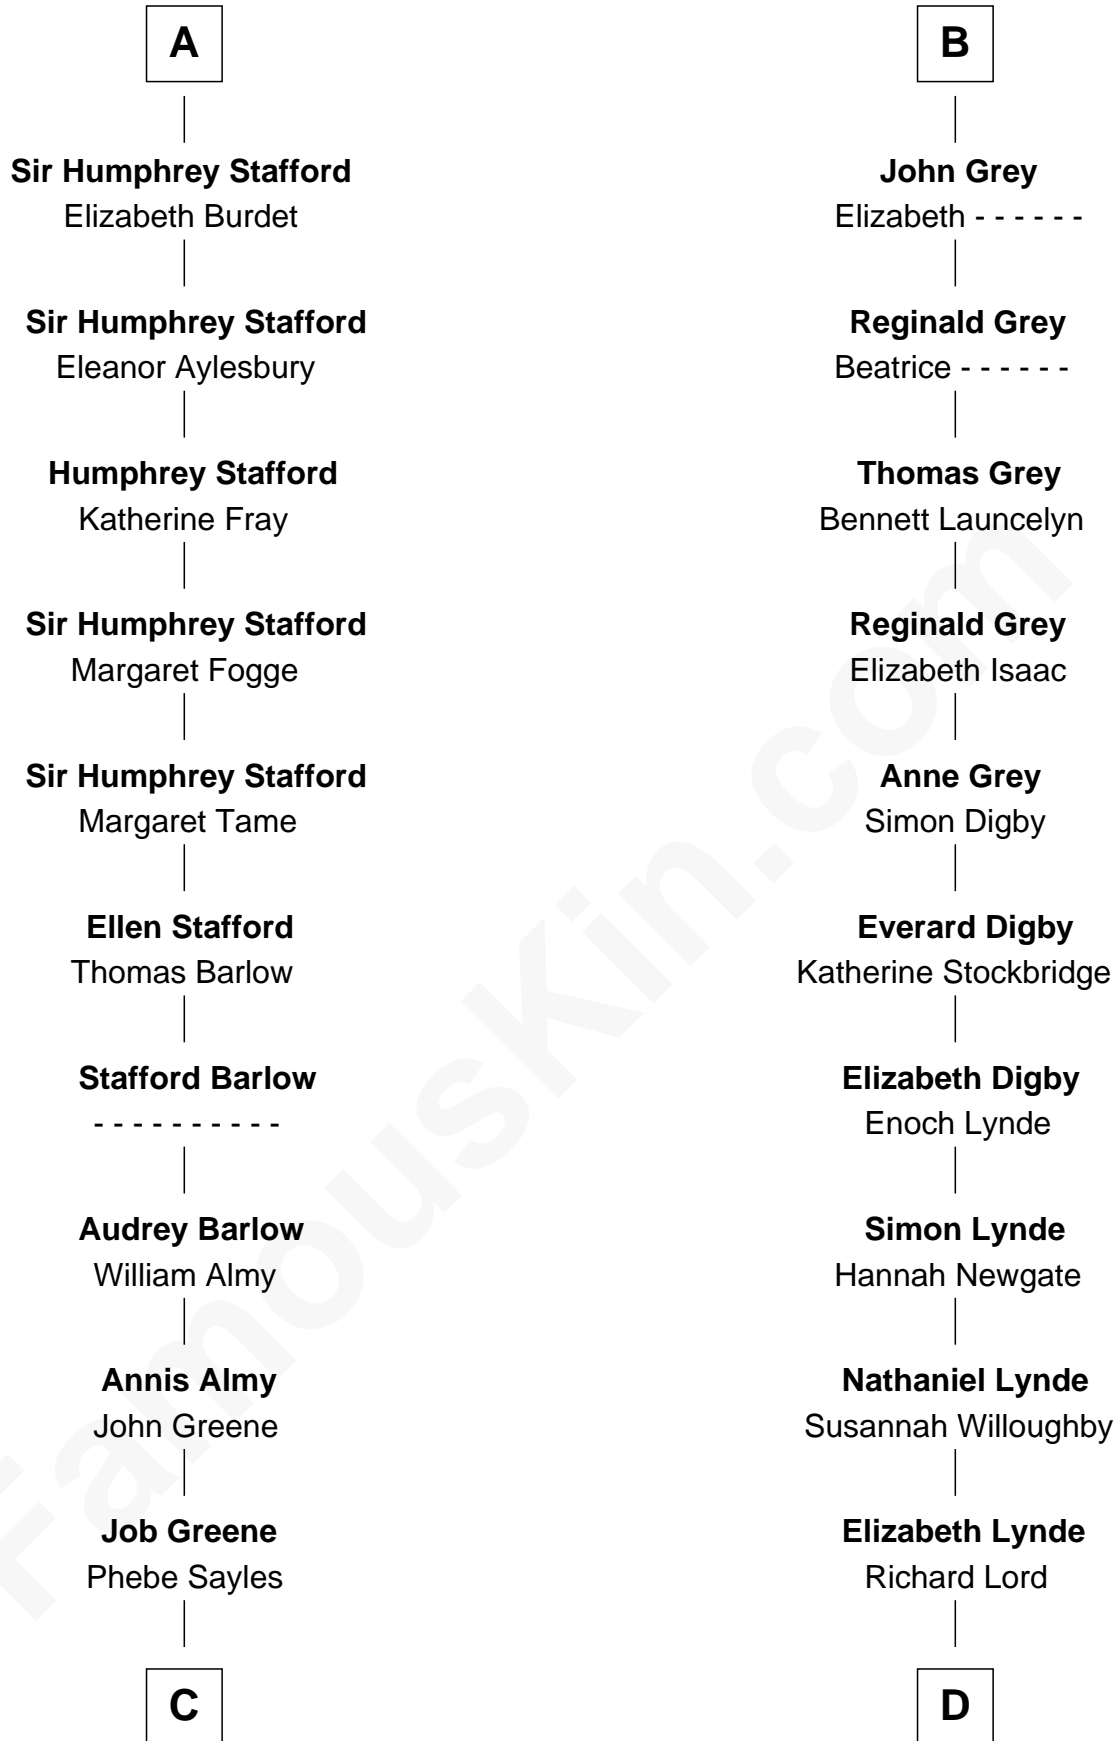 A
Sir Humphrey Stafford
Elizabeth Burdet
Sir Humphrey Stafford
Eleanor Aylesbury
Humphrey Stafford
Katherine Fray
Sir Humphrey Stafford
Margaret Fogge
Sir Humphrey Stafford
Margaret Tame
Ellen Stafford
Thomas Barlow
Stafford Barlow
- - - - - - - - - -
Audrey Barlow
William Almy
Annis Almy
John Greene
Job Greene
Phebe Sayles
C
B
John Grey
Elizabeth - - - - - -
Reginald Grey
Beatrice - - - - - -
Thomas Grey
Bennett Launcelyn
Reginald Grey
Elizabeth Isaac
Anne Grey
Simon Digby
Everard Digby
Katherine Stockbridge
Elizabeth Digby
Enoch Lynde
Simon Lynde
Hannah Newgate
Nathaniel Lynde
Susannah Willoughby
Elizabeth Lynde
Richard Lord
D
FamousKin.com